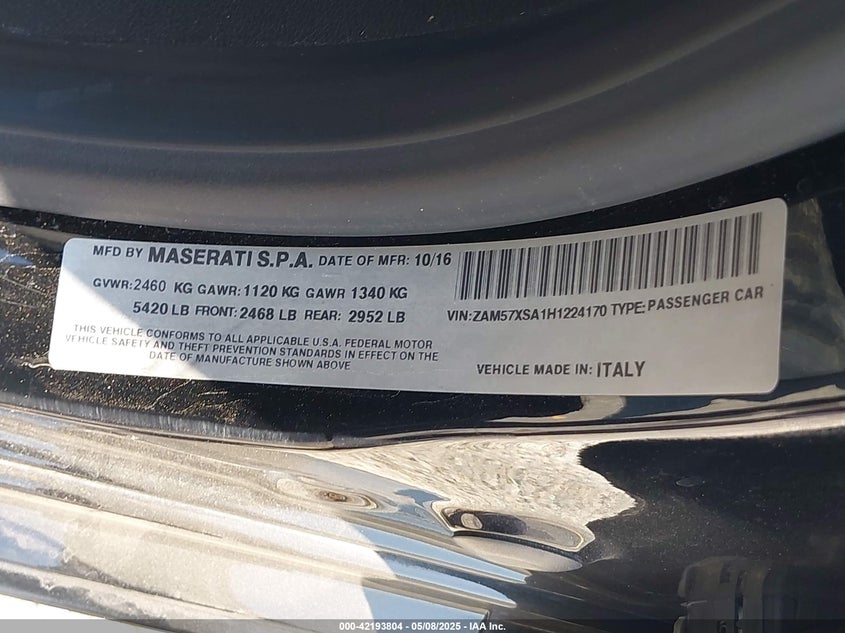 MFD BY MASERATI S.P.A. DATE OF MFR: 10/16
GVWR:2460 KG GAWR:1120 KG GAWR 1340 KG
5420 LB FRONT: 2468 LB REAR: 2952 LB
THIS VEHICLE CONFORMS TO ALL APPLICABLE U.S.A. FEDERAL MOTOR
VEHICLE SAFETY AND THEFT PREVENTION STANDARDS IN EFFECT ON THE
DATE OF MANUFACTURE SHOWN ABOVE
VIN:ZAM57XSA1H1224170 TYPE:PASSENGER CAR
VEHICLE MADE IN: ITALY
000-42193804 - 05/08/2025 - IAA Inc.